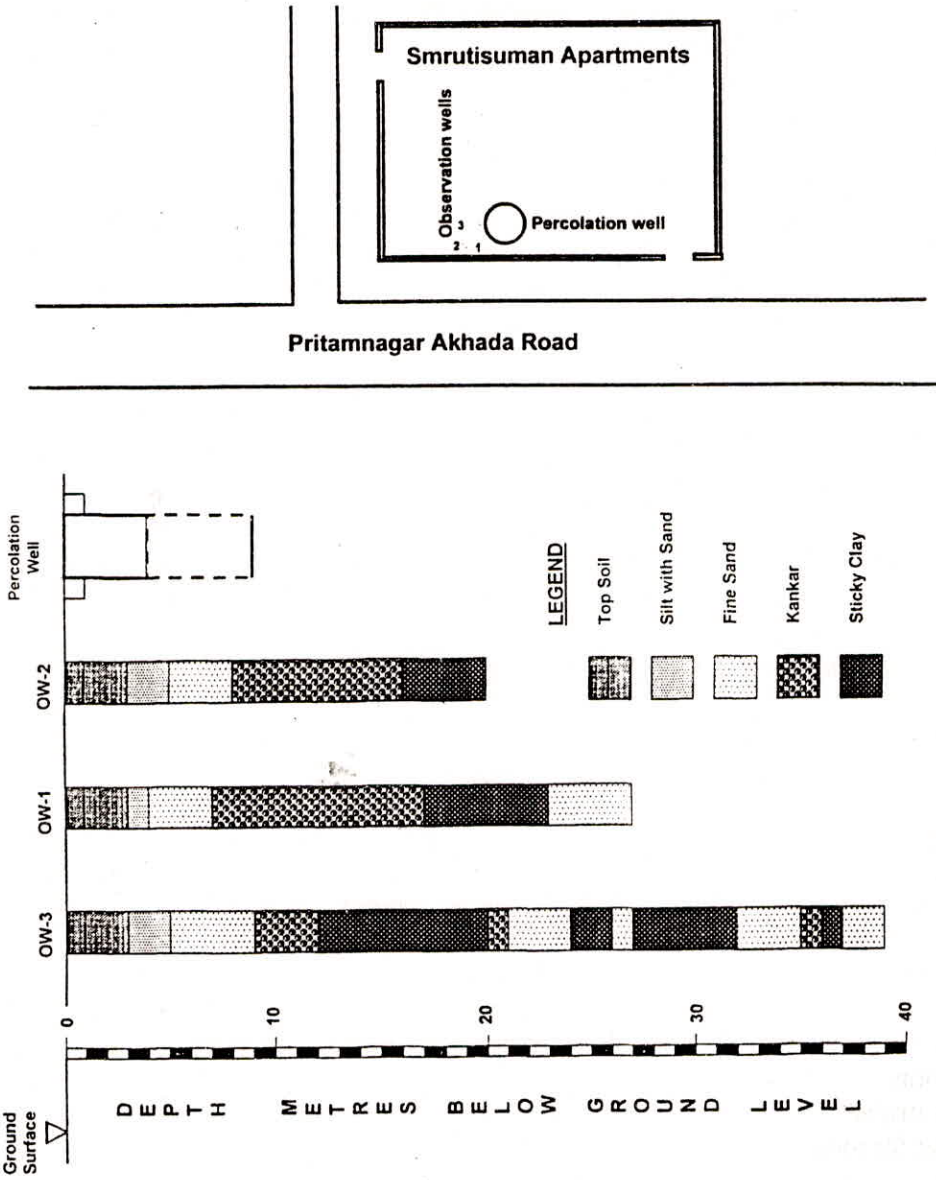 Smrutisuman Apartments
Observation wells
3
2
1
Percolation well
Pritamnagar Akhada Road
Percolation
Well
OW-2
OW-1
OW-3
LEGEND
Top Soil
Silt with Sand
Fine Sand
Kankar
Sticky Clay
0
10
20
30
40
Ground
Surface
DEPTH METRES BELOW GROUND LEVEL